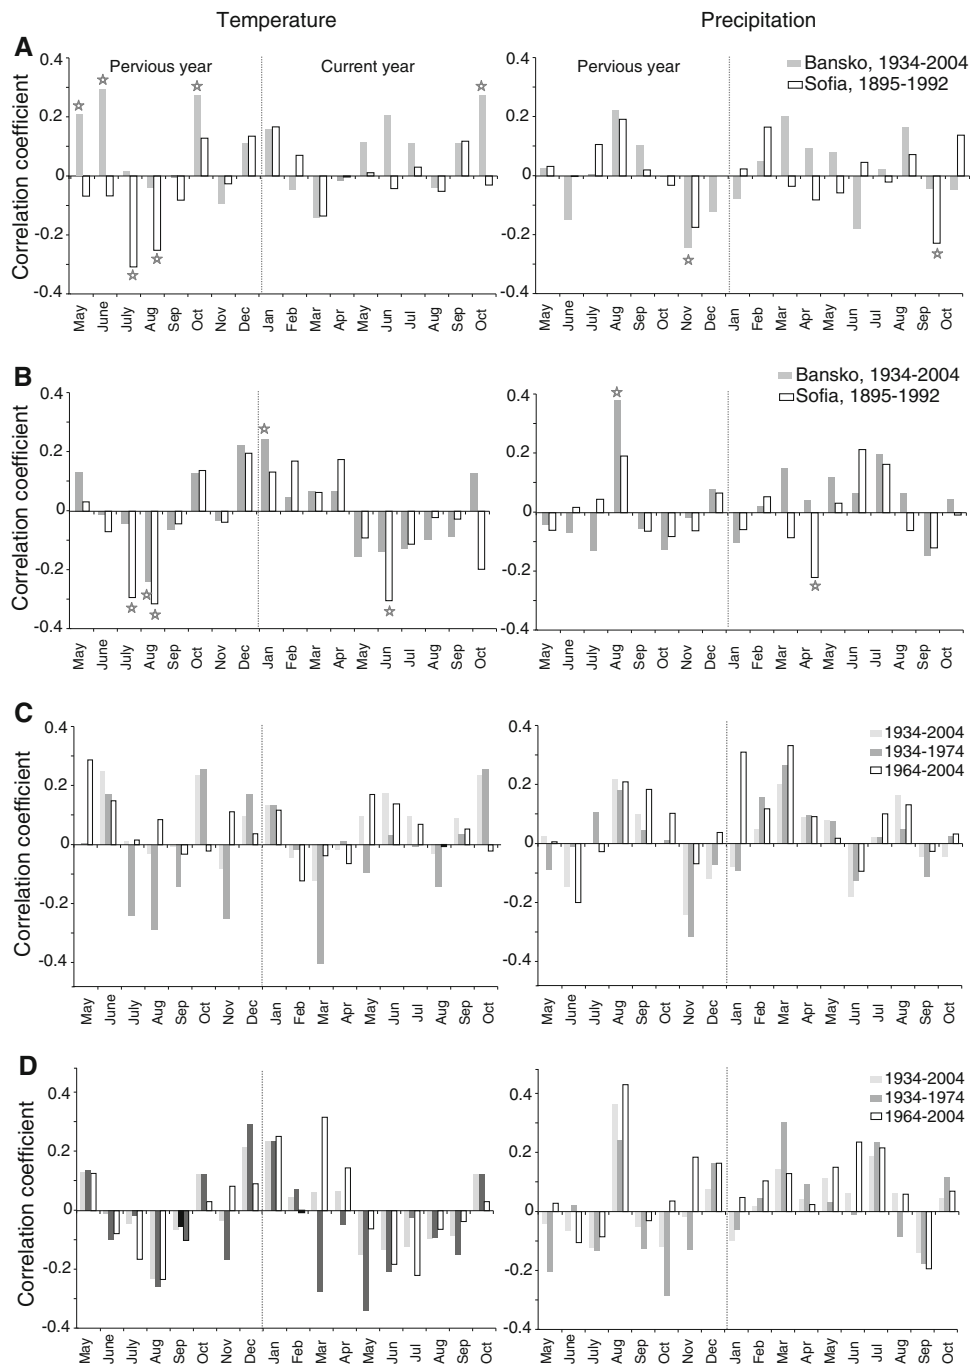 Temperature
Precipitation
A
0.4
0.2
0
-0.2
-0.4
Correlation coefficient
Pervious year
Current year
May June July Aug Sep Oct Nov Dec Jan Feb Mar Apr May Jun Jul Aug Sep Oct
0.4
0.2
0
-0.2
-0.4
Pervious year
Bansko, 1934-2004
Sofia, 1895-1992
May June July Aug Sep Oct Nov Dec Jan Feb Mar Apr May Jun Jul Aug Sep Oct
B
0.4
0.2
0
-0.2
-0.4
Correlation coefficient
May June July Aug Sep Oct Nov Dec Jan Feb Mar Apr May Jun Jul Aug Sep Oct
0.4
0.2
0
-0.2
-0.4
Bansko, 1934-2004
Sofia, 1895-1992
May June July Aug Sep Oct Nov Dec Jan Feb Mar Apr May Jun Jul Aug Sep Oct
C
0.4
0.2
0
-0.2
-0.4
Correlation coefficient
May June July Aug Sep Oct Nov Dec Jan Feb Mar Apr May Jun Jul Aug Sep Oct
0.4
0.2
0
-0.2
-0.4
1934-2004
1934-1974
1964-2004
May June July Aug Sep Oct Nov Dec Jan Feb Mar Apr May Jun Jul Aug Sep Oct
D
0.4
0.2
0
-0.2
-0.4
Correlation coefficient
May June July Aug Sep Oct Nov Dec Jan Feb Mar Apr May Jun Jul Aug Sep Oct
0.4
0.2
0
-0.2
-0.4
1934-2004
1934-1974
1964-2004
May June July Aug Sep Oct Nov Dec Jan Feb Mar Apr May Jun Jul Aug Sep Oct